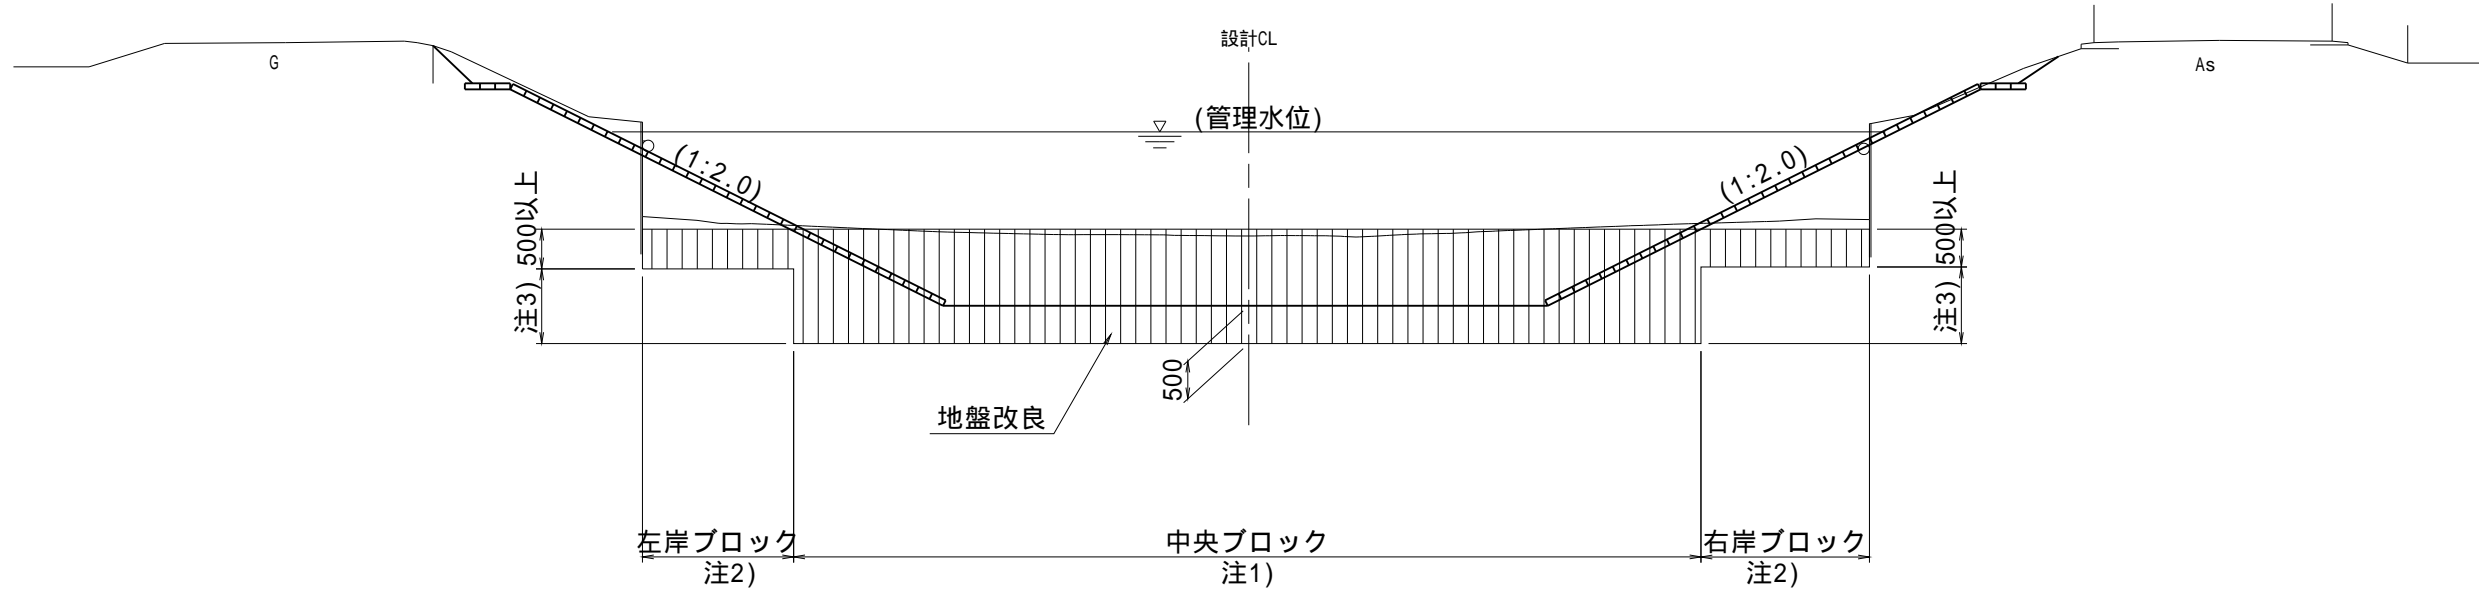 設計CL
G
As
(管理水位)
(1:2.0)
(1:2.0)
500以上
500以上
注3)
注3)
500
地盤改良
左岸ブロック
中央ブロック
右岸ブロック
注2)
注1)
注2)